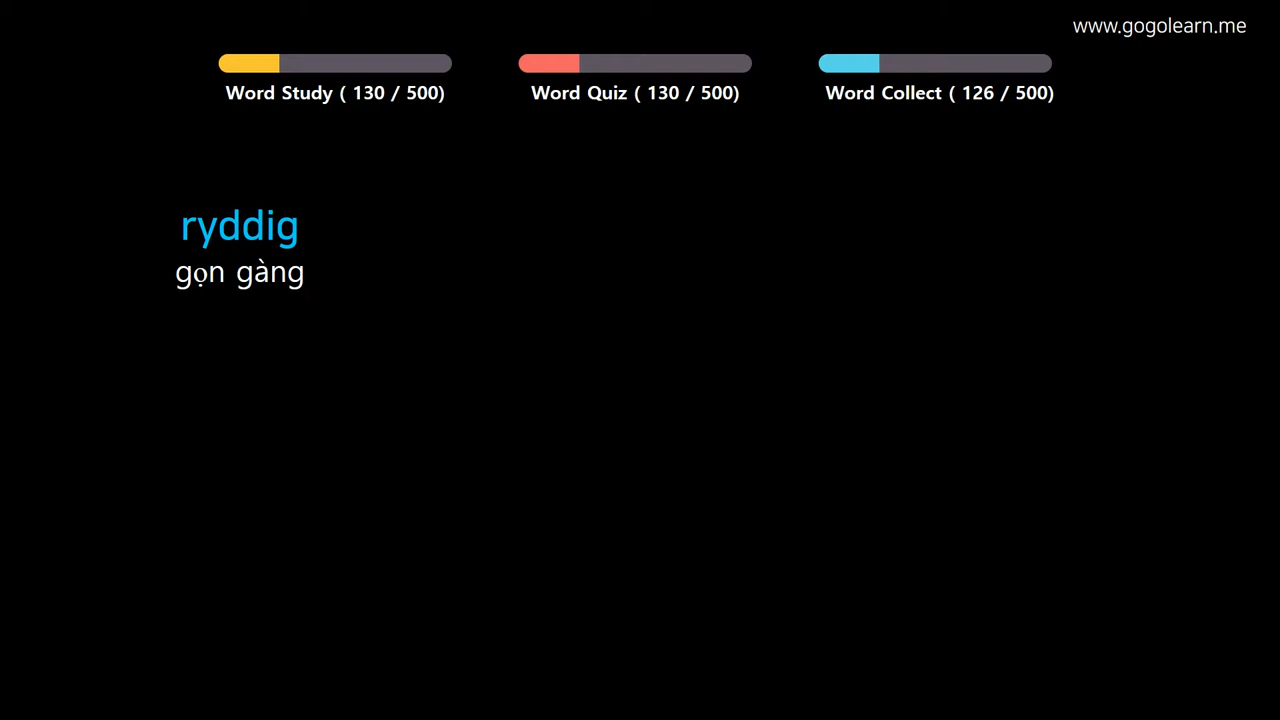 www.gogolearn.me
Word Study ( 130 / 500)
Word Quiz ( 130 / 500)
Word Collect ( 126 / 500)
ryddig
gọn gàng